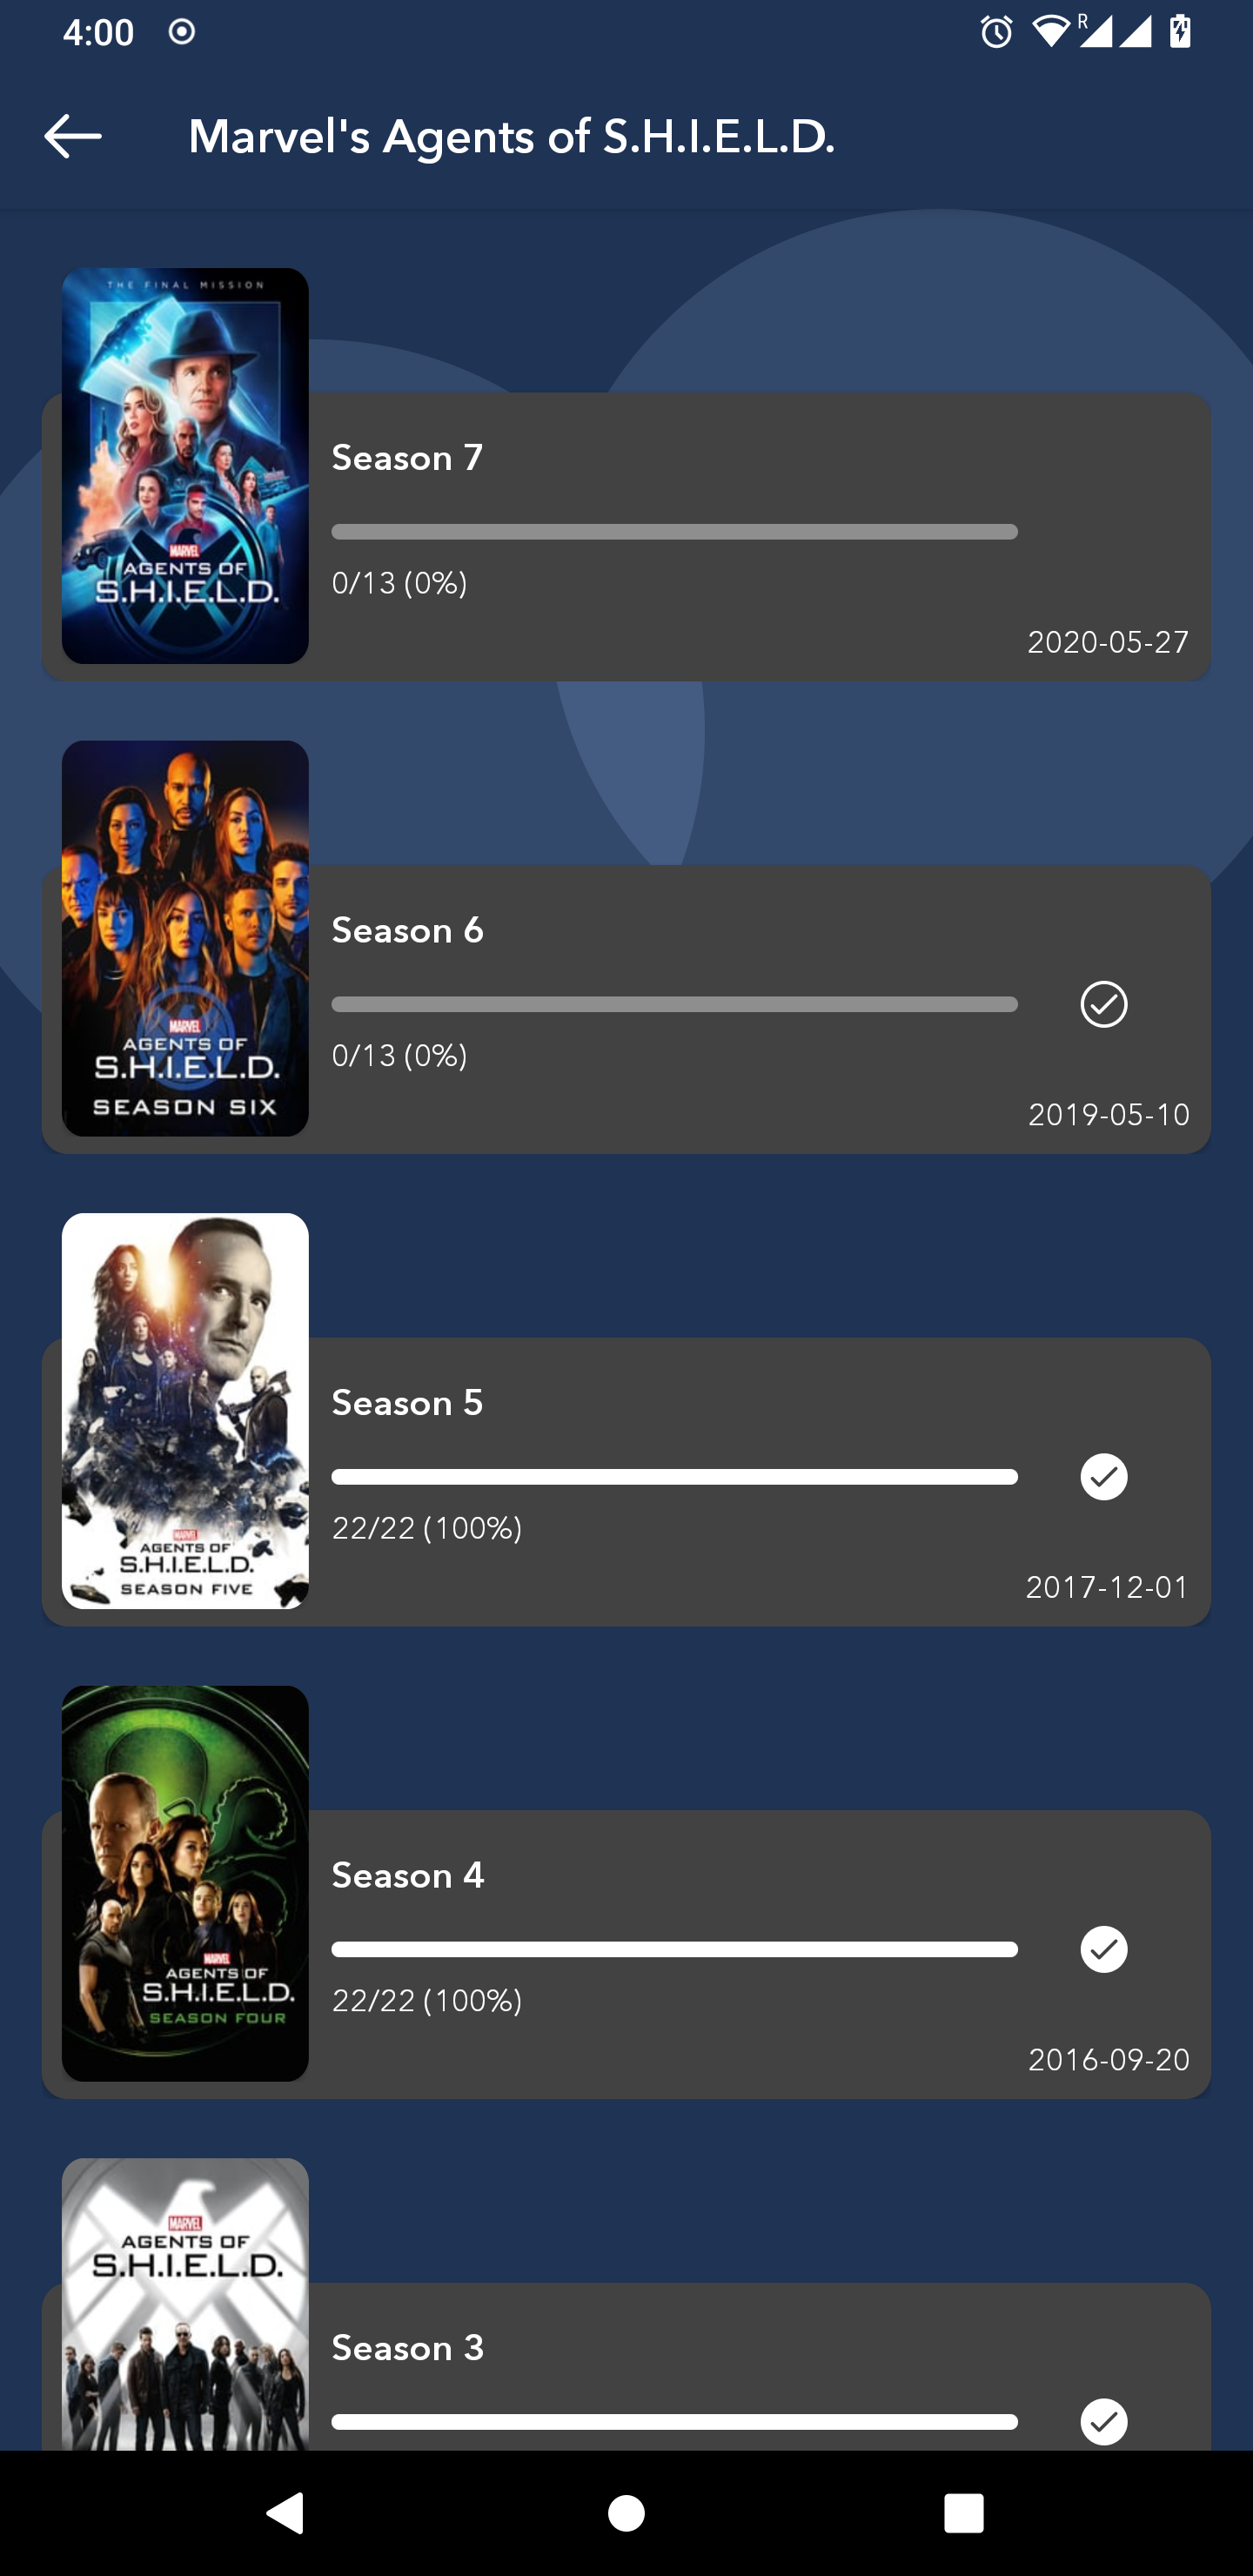 4:00
R
Marvel's Agents of S.H.I.E.L.D.
THE FINAL MISSION
MARVEL
AGENTS OF
S.H.I.E.L.D.
Season 7
0/13 (0%)
2020-05-27
MARVEL
AGENTS OF
S.H.I.E.L.D.
SEASON SIX
Season 6
0/13 (0%)
2019-05-10
MARVEL
AGENTS OF
S.H.I.E.L.D.
SEASON FIVE
Season 5
22/22 (100%)
2017-12-01
MARVEL
AGENTS OF
S.H.I.E.L.D.
SEASON FOUR
Season 4
22/22 (100%)
2016-09-20
MARVEL
AGENTS OF
S.H.I.E.L.D.
Season 3